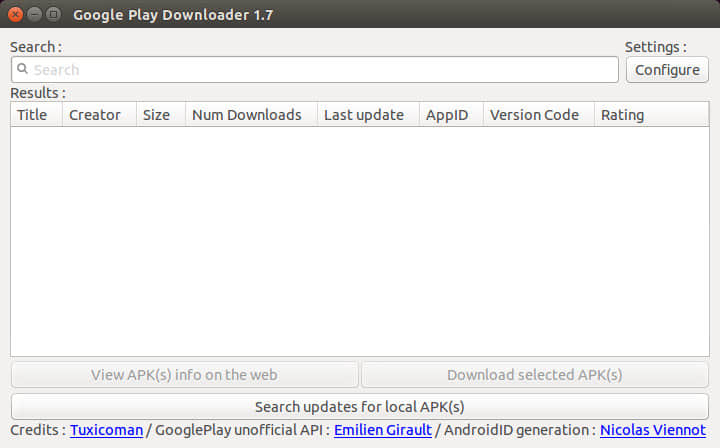 Google Play Downloader 1.7
Search : Settings :
Search Configure
Results :
Title Creator Size Num Downloads Last update AppID Version Code Rating
View APK(s) info on the web Download selected APK(s)
Search updates for local APK(s)
Credits : Tuxicoman / GooglePlay unofficial API : Emilien Girault / AndroidID generation : Nicolas Viennot